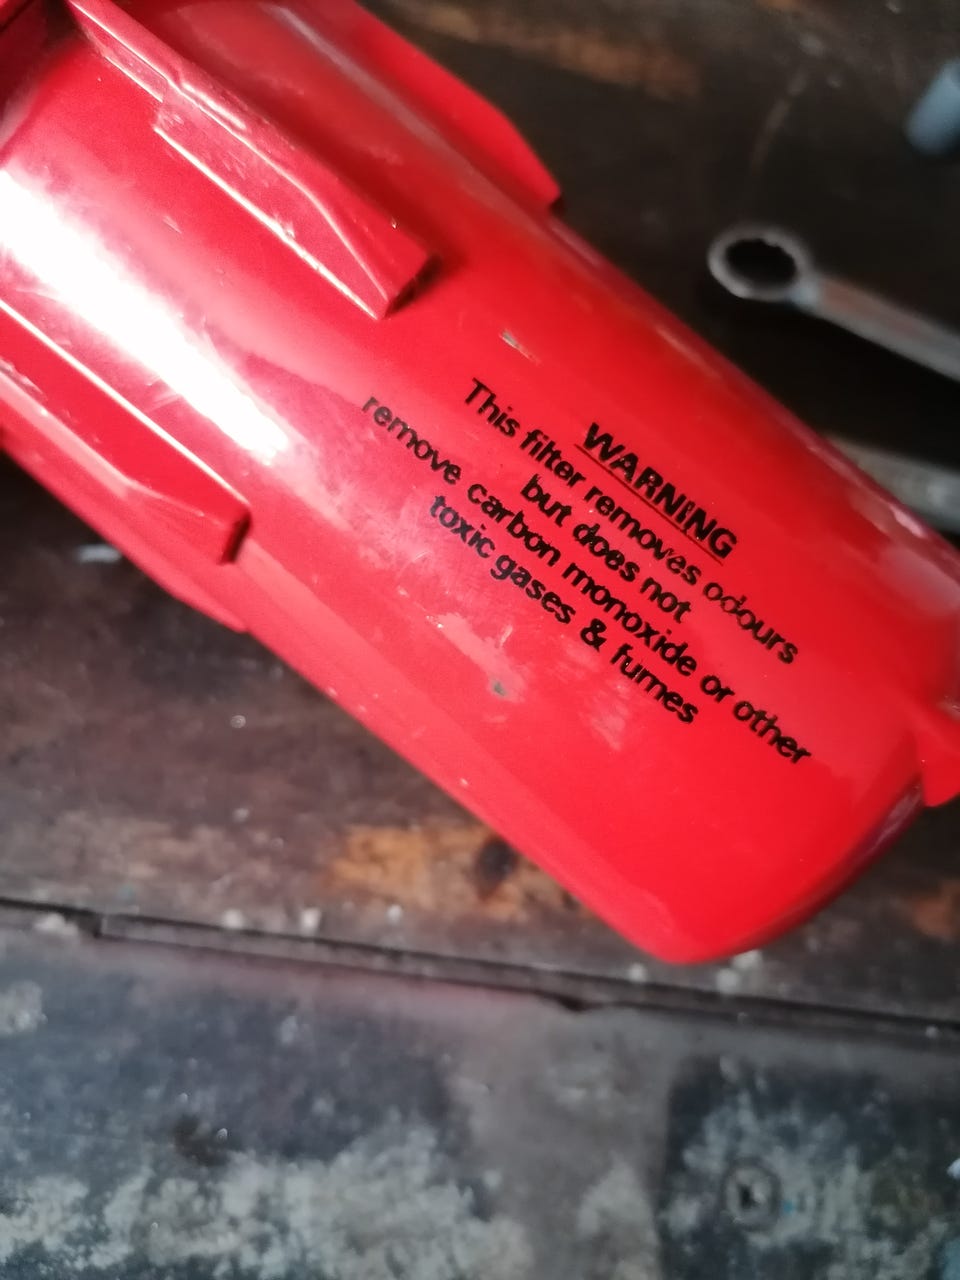 WARNING
This filter removes odours
but does not
remove carbon monoxide or other
toxic gases & fumes